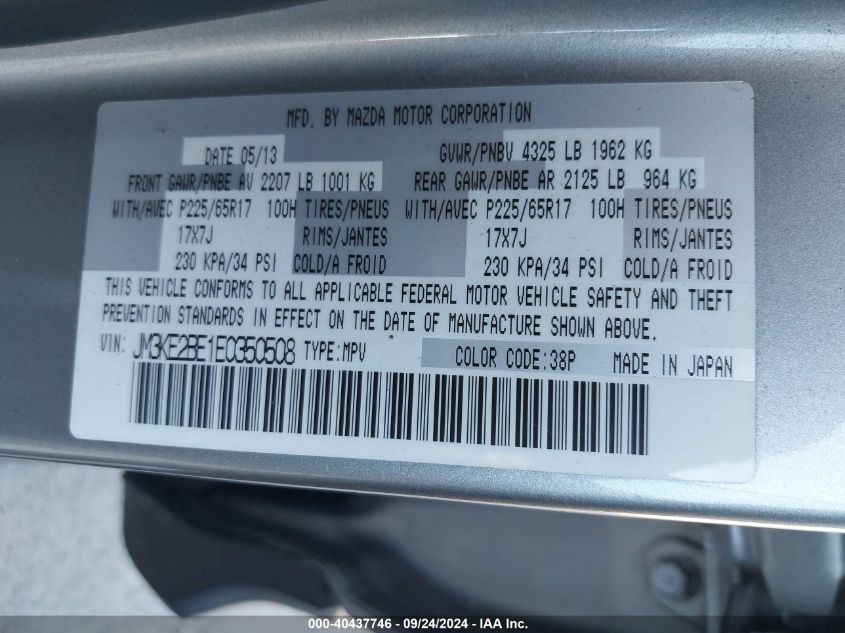 MFD. BY MAZDA MOTOR CORPORATION
DATE 05/13 GVWR/PNBV 4325 LB 1962 KG
FRONT GAWR/PNBE AV 2207 LB 1001 KG REAR GAWR/PNBE AR 2125 LB 964 KG
WITH/AVEC P225/65R17 100H TIRES/PNEUS WITH/AVEC P225/65R17 100H TIRES/PNEUS
17X7J RIMS/JANTES 17X7J RIMS/JANTES
230 KPA/34 PSI COLD/A FROID 230 KPA/34 PSI COLD/A FROID
THIS VEHICLE CONFORMS TO ALL APPLICABLE FEDERAL MOTOR VEHICLE SAFETY AND THEFT
PREVENTION STANDARDS IN EFFECT ON THE DATE OF MANUFACTURE SHOWN ABOVE.
VIN: JM3KE2BE1E0350508 TYPE:MPV COLOR CODE:38P MADE IN JAPAN
000-40437746 - 09/24/2024 - IAA Inc.